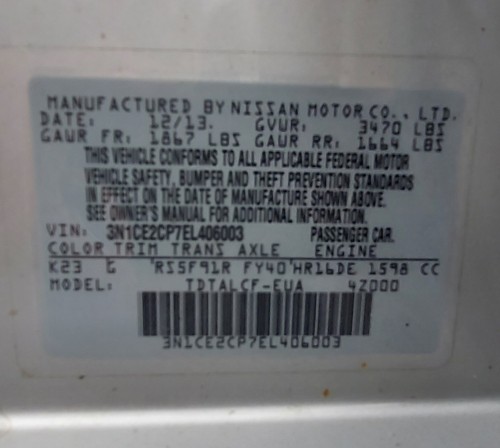 MANUFACTURED BY NISSAN MOTOR CO., LTD.
DATE: 12/13. GVWR: 3470 LBS
GAWR FR: 1867 LBS GAWR RR: 1664 LBS
THIS VEHICLE CONFORMS TO ALL APPLICABLE FEDERAL MOTOR
VEHICLE SAFETY, BUMPER AND THEFT PREVENTION STANDARDS
IN EFFECT ON THE DATE OF MANUFACTURE SHOWN ABOVE.
SEE OWNER'S MANUAL FOR ADDITIONAL INFORMATION.
VIN: 3N1CE2CP7EL406003 PASSENGER CAR.
COLOR TRIM TRANS AXLE ENGINE
K23 G RE5F91R FY40 HR16DE 1598 CC
MODEL: TDTALCF-EUA 4Z000
3N1CE2CP7EL406003